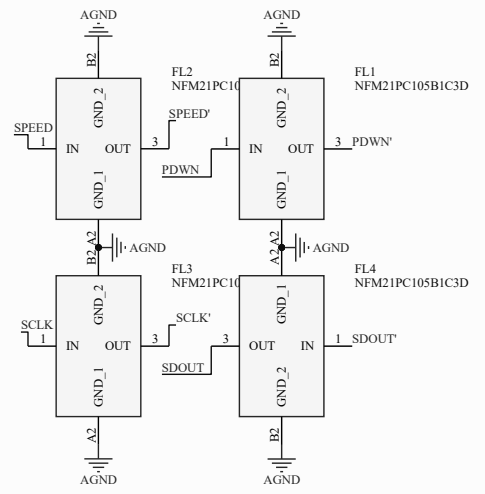 AGND
AGND
B2
B2
FL2
NFM21PC10
FL1
NFM21PC105B1C3D
GND_2
GND_2
SPEED
1
IN
OUT
3
SPEED'
PDWN
1
IN
OUT
3
PDWN'
GND_1
GND_1
A2
A2
AGND
AGND
B2
A2
FL3
NFM21PC10
FL4
NFM21PC105B1C3D
GND_2
GND_1
SCLK
1
IN
OUT
3
SCLK'
SDOUT
3
OUT
IN
1
SDOUT'
GND_1
GND_2
A2
B2
AGND
AGND